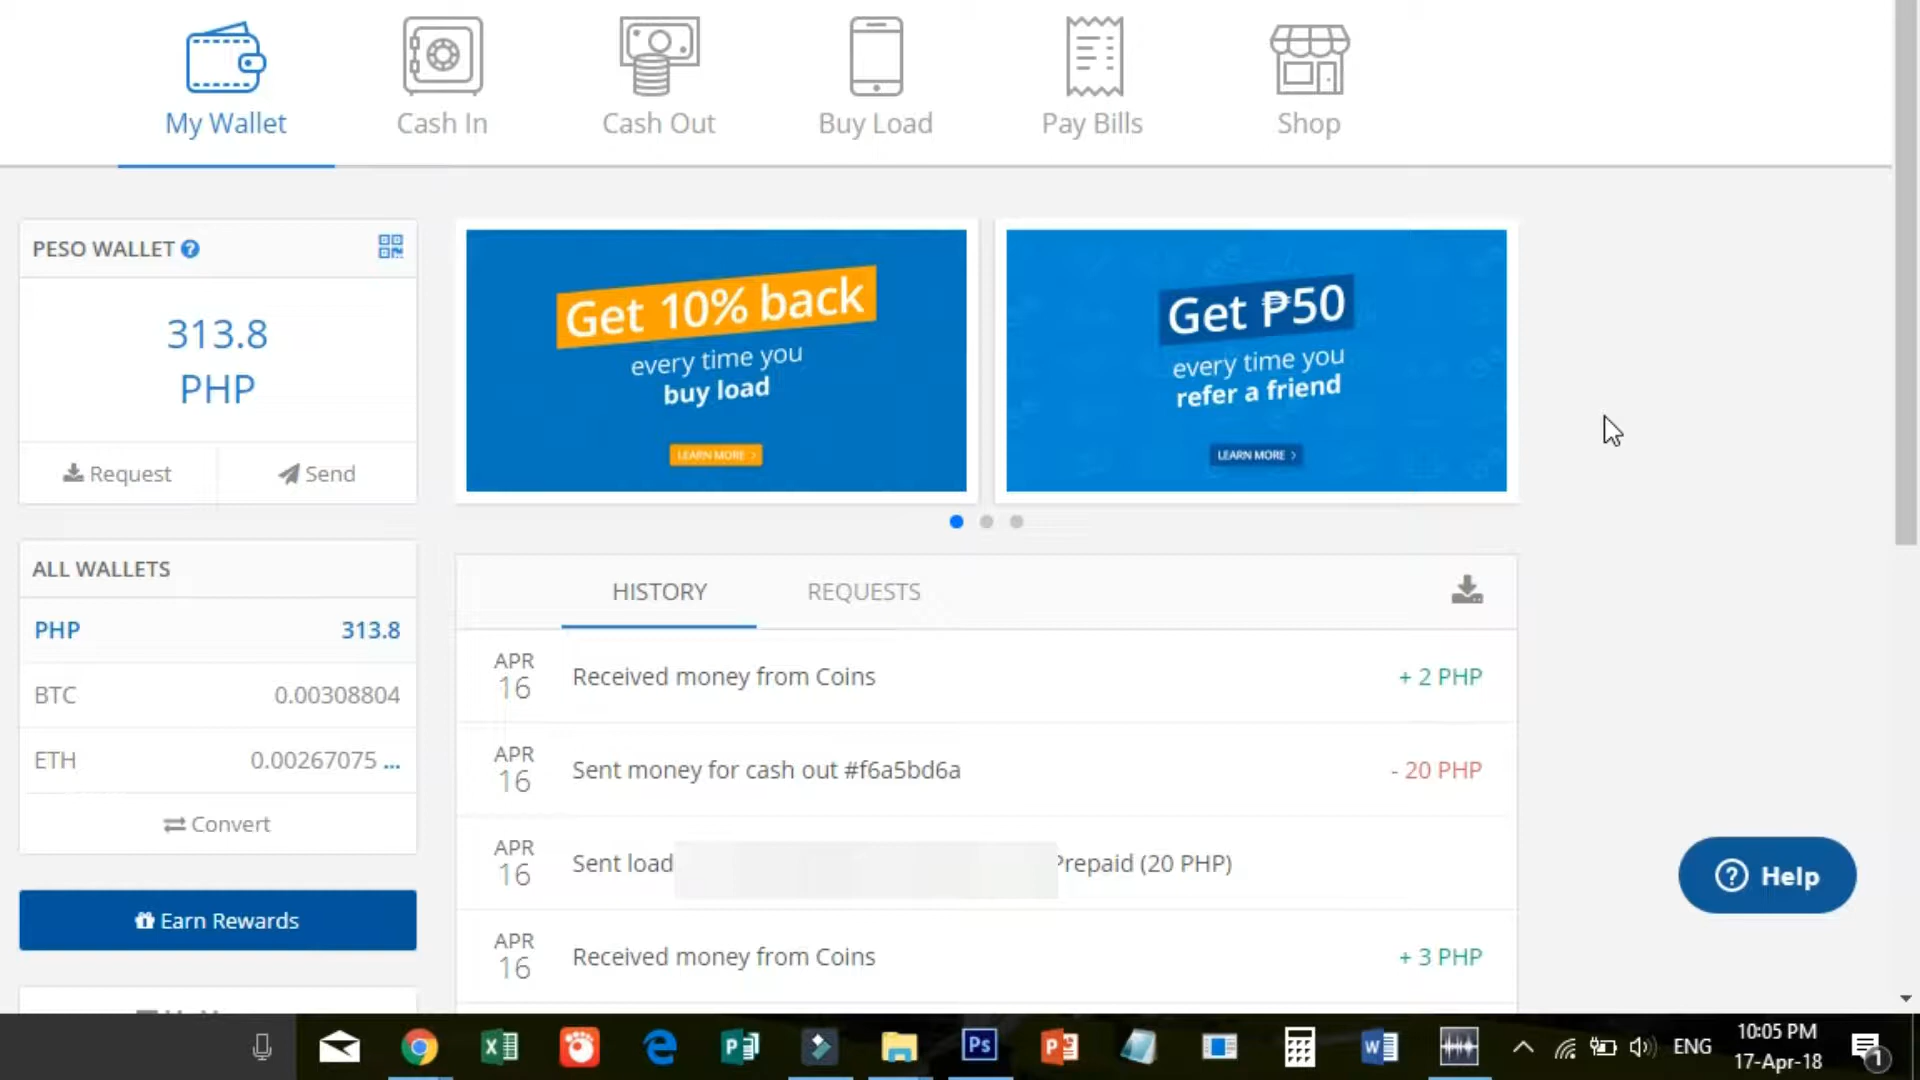 My Wallet
Cash In
Cash Out
Buy Load
Pay Bills
Shop
PESO WALLET
313.8
PHP
Request
Send
Get 10% back
every time you
buy load
LEARN MORE
Get ₱50
every time you
refer a friend
LEARN MORE
ALL WALLETS
PHP 313.8
BTC 0.00308804
ETH 0.00267075 ...
Convert
Earn Rewards
HISTORY
REQUESTS
APR
16
Received money from Coins
+ 2 PHP
APR
16
Sent money for cash out #f6a5bd6a
- 20 PHP
APR
16
Sent load
Prepaid (20 PHP)
APR
16
Received money from Coins
+ 3 PHP
Help
Ps
ENG
10:05 PM
17-Apr-18
1